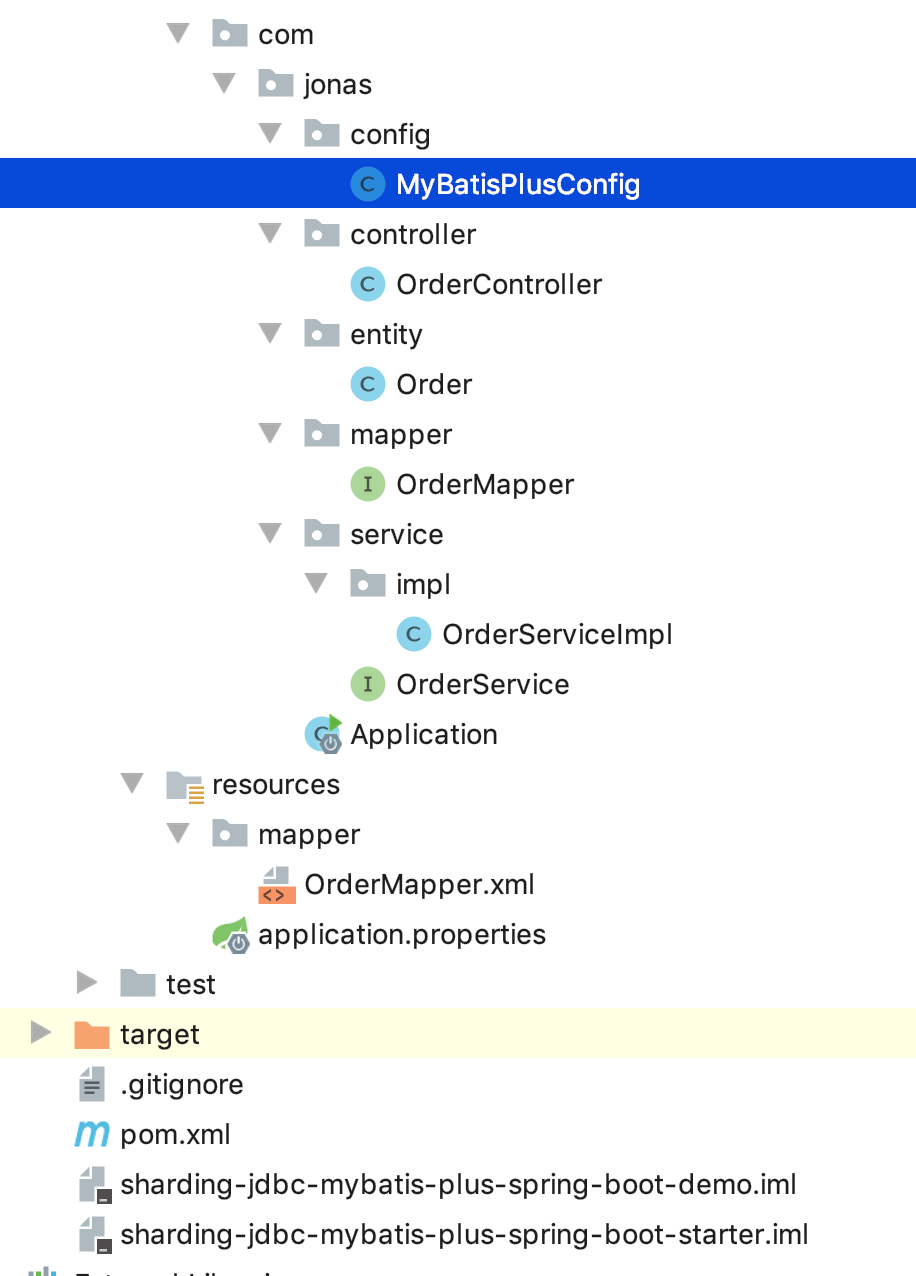 com
jonas
config
MyBatisPlusConfig
controller
OrderController
entity
Order
mapper
OrderMapper
service
impl
OrderServiceImpl
OrderService
Application
resources
mapper
OrderMapper.xml
application.properties
test
target
.gitignore
pom.xml
sharding-jdbc-mybatis-plus-spring-boot-demo.iml
sharding-jdbc-mybatis-plus-spring-boot-starter.iml